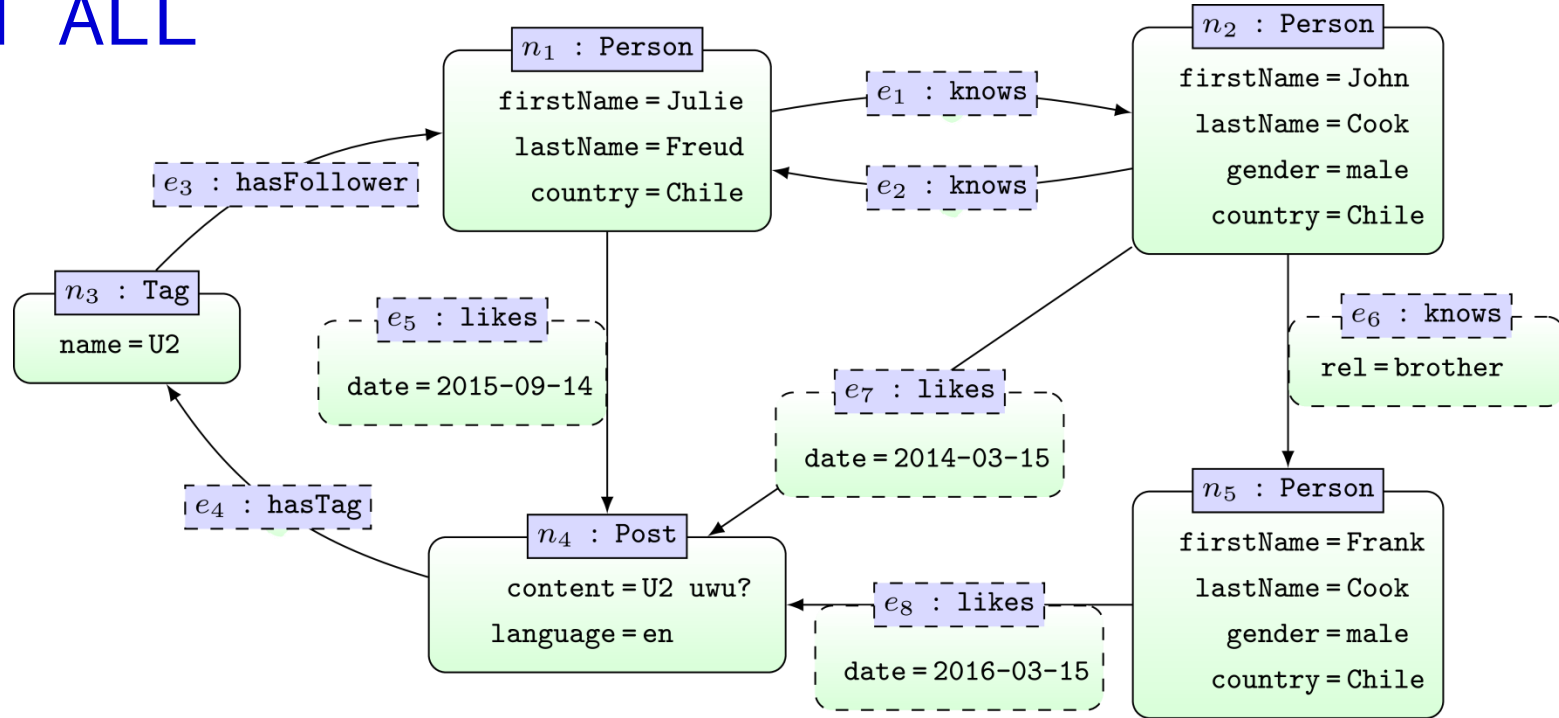 ALL
n1 : Person
firstName = Julie
lastName = Freud
country = Chile
e1 : knows
e2 : knows
n2 : Person
firstName = John
lastName = Cook
gender = male
country = Chile
e3 : hasFollower
n3 : Tag
name = U2
e5 : likes
date = 2015-09-14
e7 : likes
date = 2014-03-15
e6 : knows
rel = brother
e4 : hasTag
n4 : Post
content = U2 uwu?
language = en
e8 : likes
date = 2016-03-15
n5 : Person
firstName = Frank
lastName = Cook
gender = male
country = Chile